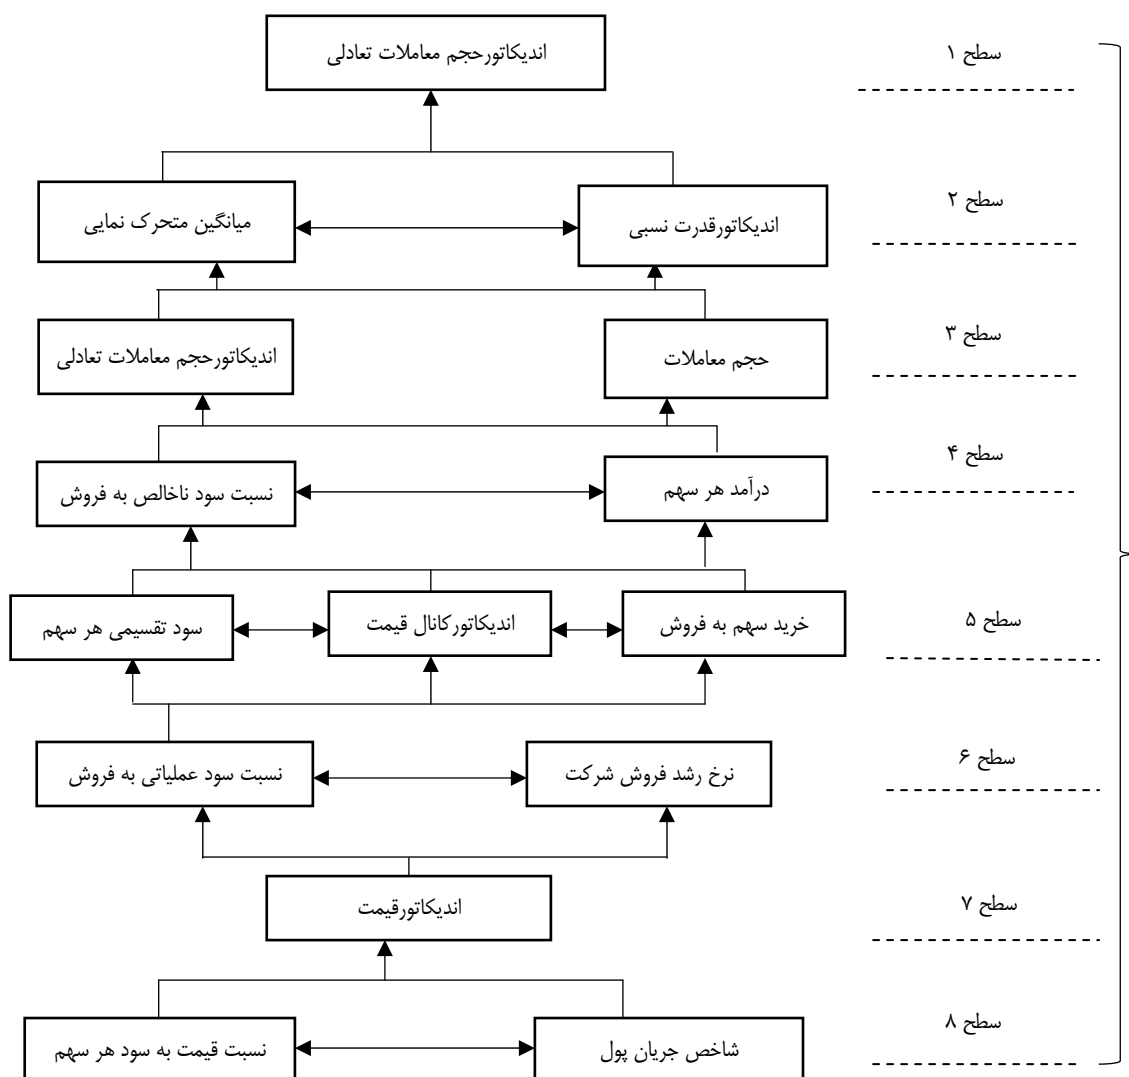 اندیکاتورحجم معاملات تعادلی
سطح ۱
میانگین متحرک نمایی
اندیکاتورقدرت نسبی
سطح ۲
اندیکاتورحجم معاملات تعادلی
حجم معاملات
سطح ۳
نسبت سود ناخالص به فروش
درآمد هر سهم
سطح ۴
سود تقسیمی هر سهم
اندیکاتورکانال قیمت
خرید سهم به فروش
سطح ۵
نسبت سود عملیاتی به فروش
نرخ رشد فروش شرکت
سطح ۶
اندیکاتورقیمت
سطح ۷
نسبت قیمت به سود هر سهم
شاخص جریان پول
سطح ۸